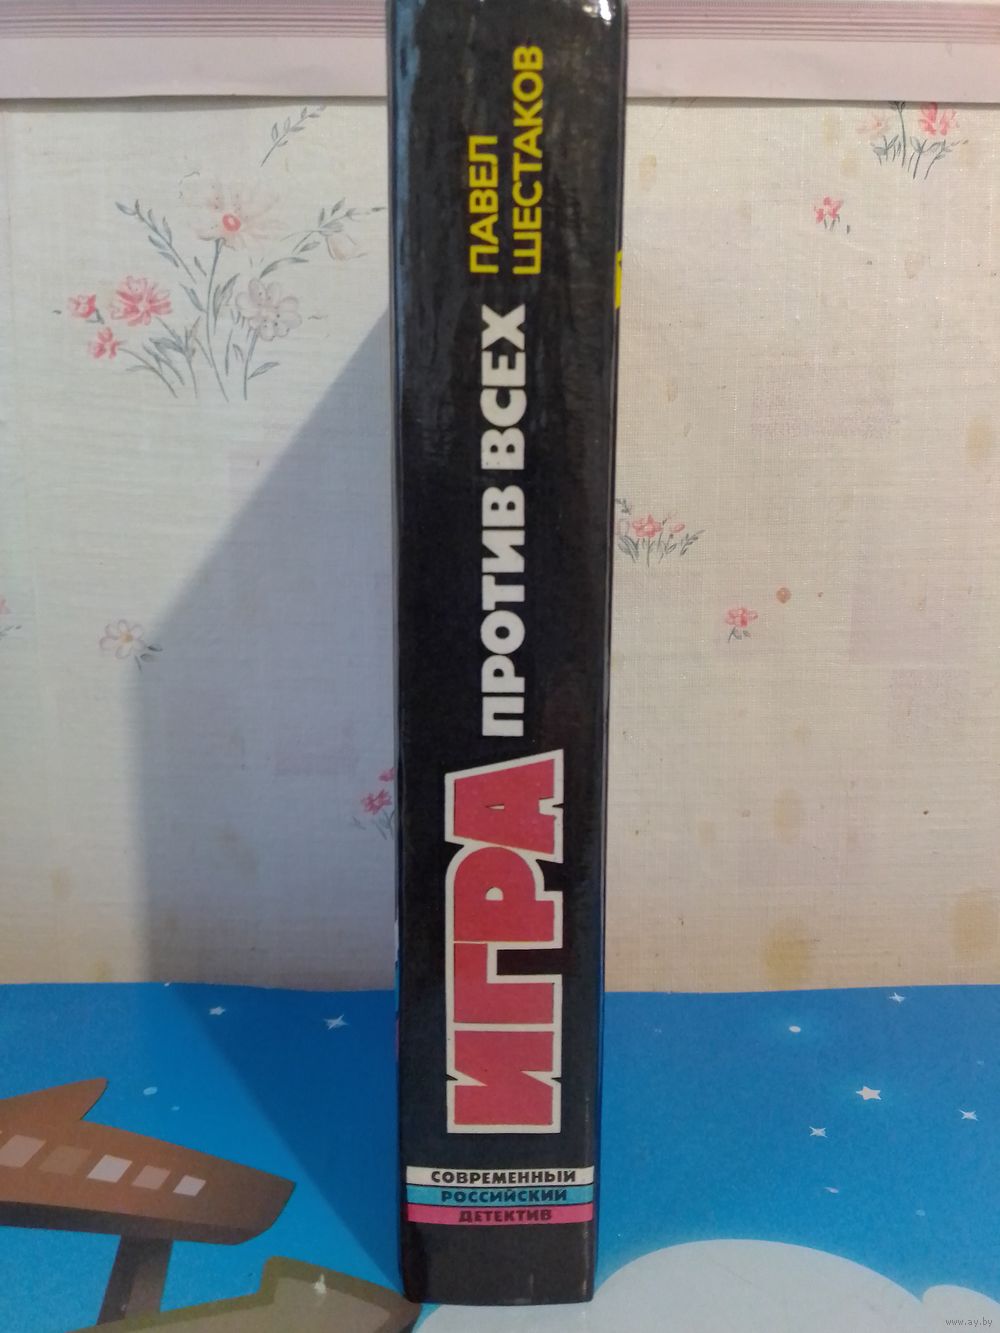 ПАВЕЛ
ШЕСТАКОВ
ИГРА
ПРОТИВ ВСЕХ
СОВРЕМЕННЫЙ
РОССИЙСКИЙ
ДЕТЕКТИВ
www.ay.by